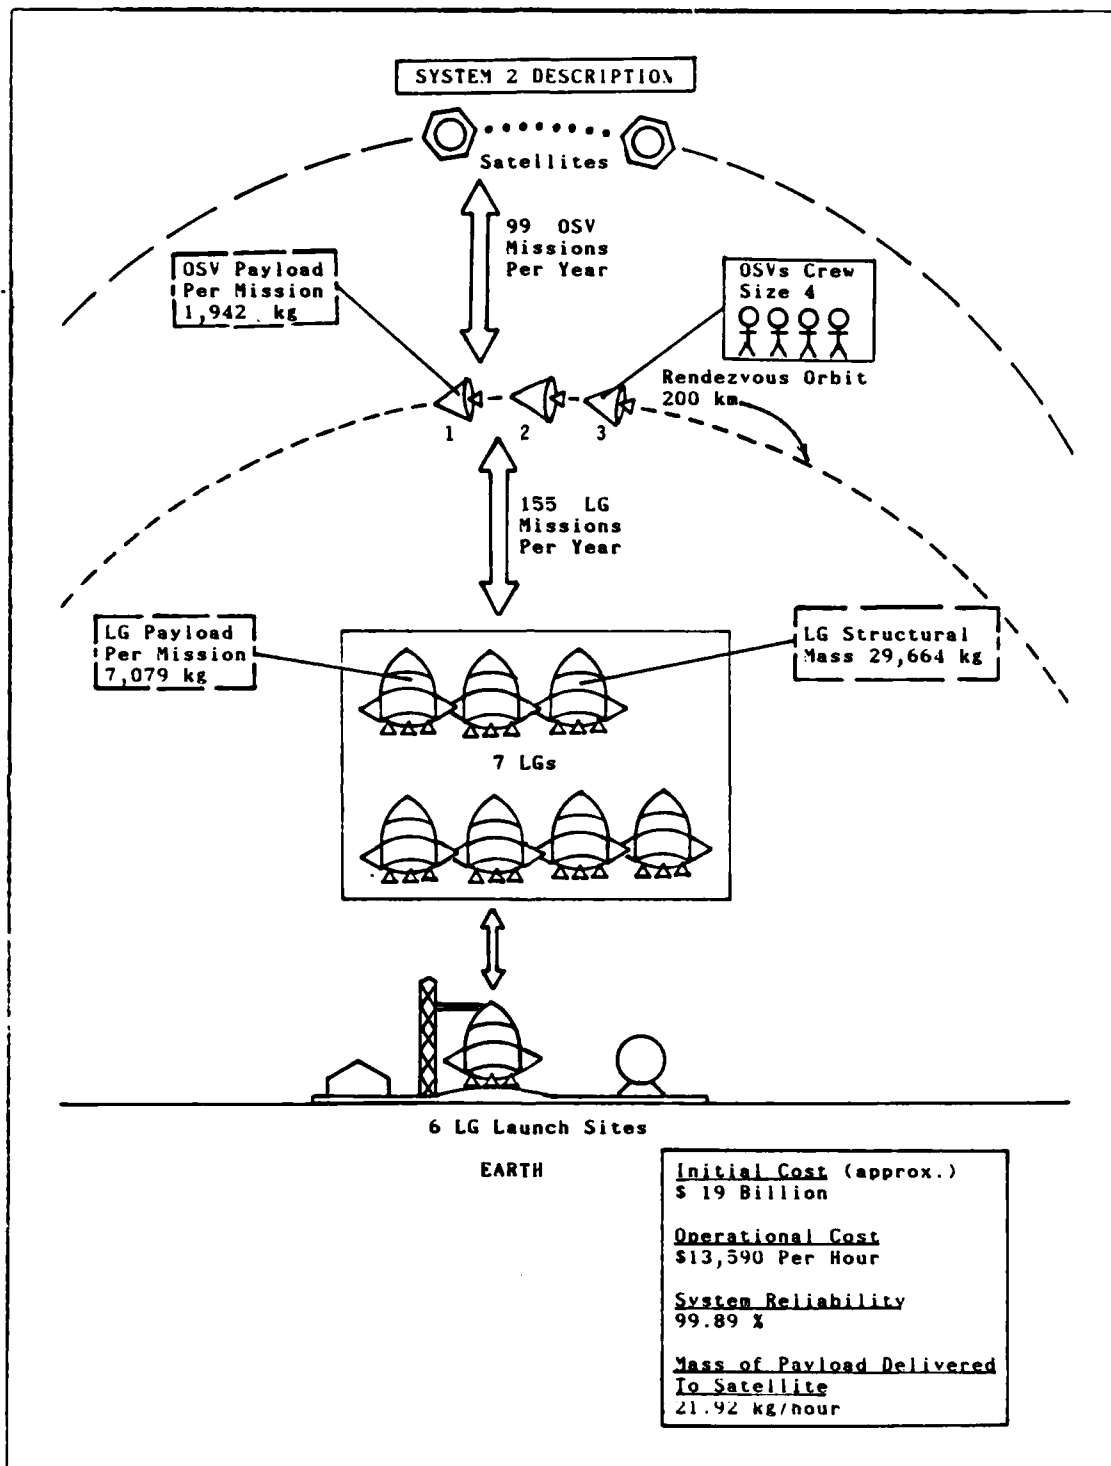 SYSTEM 2 DESCRIPTION
Satellites
99 OSV
Missions
Per Year
OSV Payload
Per Mission
1,942 kg
OSVs Crew
Size 4
Rendezvous Orbit
200 km
1
2
3
155 LG
Missions
Per Year
LG Payload
Per Mission
7,079 kg
LG Structural
Mass 29,664 kg
7 LGs
6 LG Launch Sites
EARTH
Initial Cost (approx.)
$ 19 Billion
Operational Cost
$13,590 Per Hour
System Reliability
99.89 %
Mass of Payload Delivered
To Satellite
21.92 kg/hour